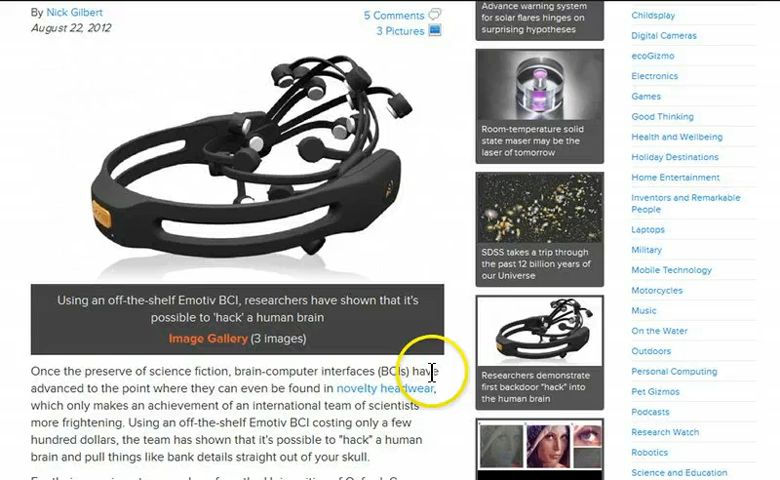 By Nick Gilbert
August 22, 2012
5 Comments
3 Pictures
Using an off-the-shelf Emotiv BCI, researchers have shown that it's
possible to 'hack' a human brain
Image Gallery (3 images)
Once the preserve of science fiction, brain-computer interfaces (BCIs) have
advanced to the point where they can even be found in novelty headwear,
which only makes an achievement of an international team of scientists
more frightening. Using an off-the-shelf Emotiv BCI costing only a few
hundred dollars, the team has shown that it's possible to "hack" a human
brain and pull things like bank details straight out of your skull.
Advance warning system
for solar flares hinges on
surprising hypotheses
Room-temperature solid
state maser may be the
laser of tomorrow
SDSS takes a trip through
the past 12 billion years of
our Universe
Researchers demonstrate
first backdoor "hack" into
the human brain
Childsplay
Digital Cameras
ecoGizmo
Electronics
Games
Good Thinking
Health and Wellbeing
Holiday Destinations
Home Entertainment
Inventors and Remarkable
People
Laptops
Military
Mobile Technology
Motorcycles
Music
On the Water
Outdoors
Personal Computing
Pet Gizmos
Podcasts
Research Watch
Robotics
Science and Education